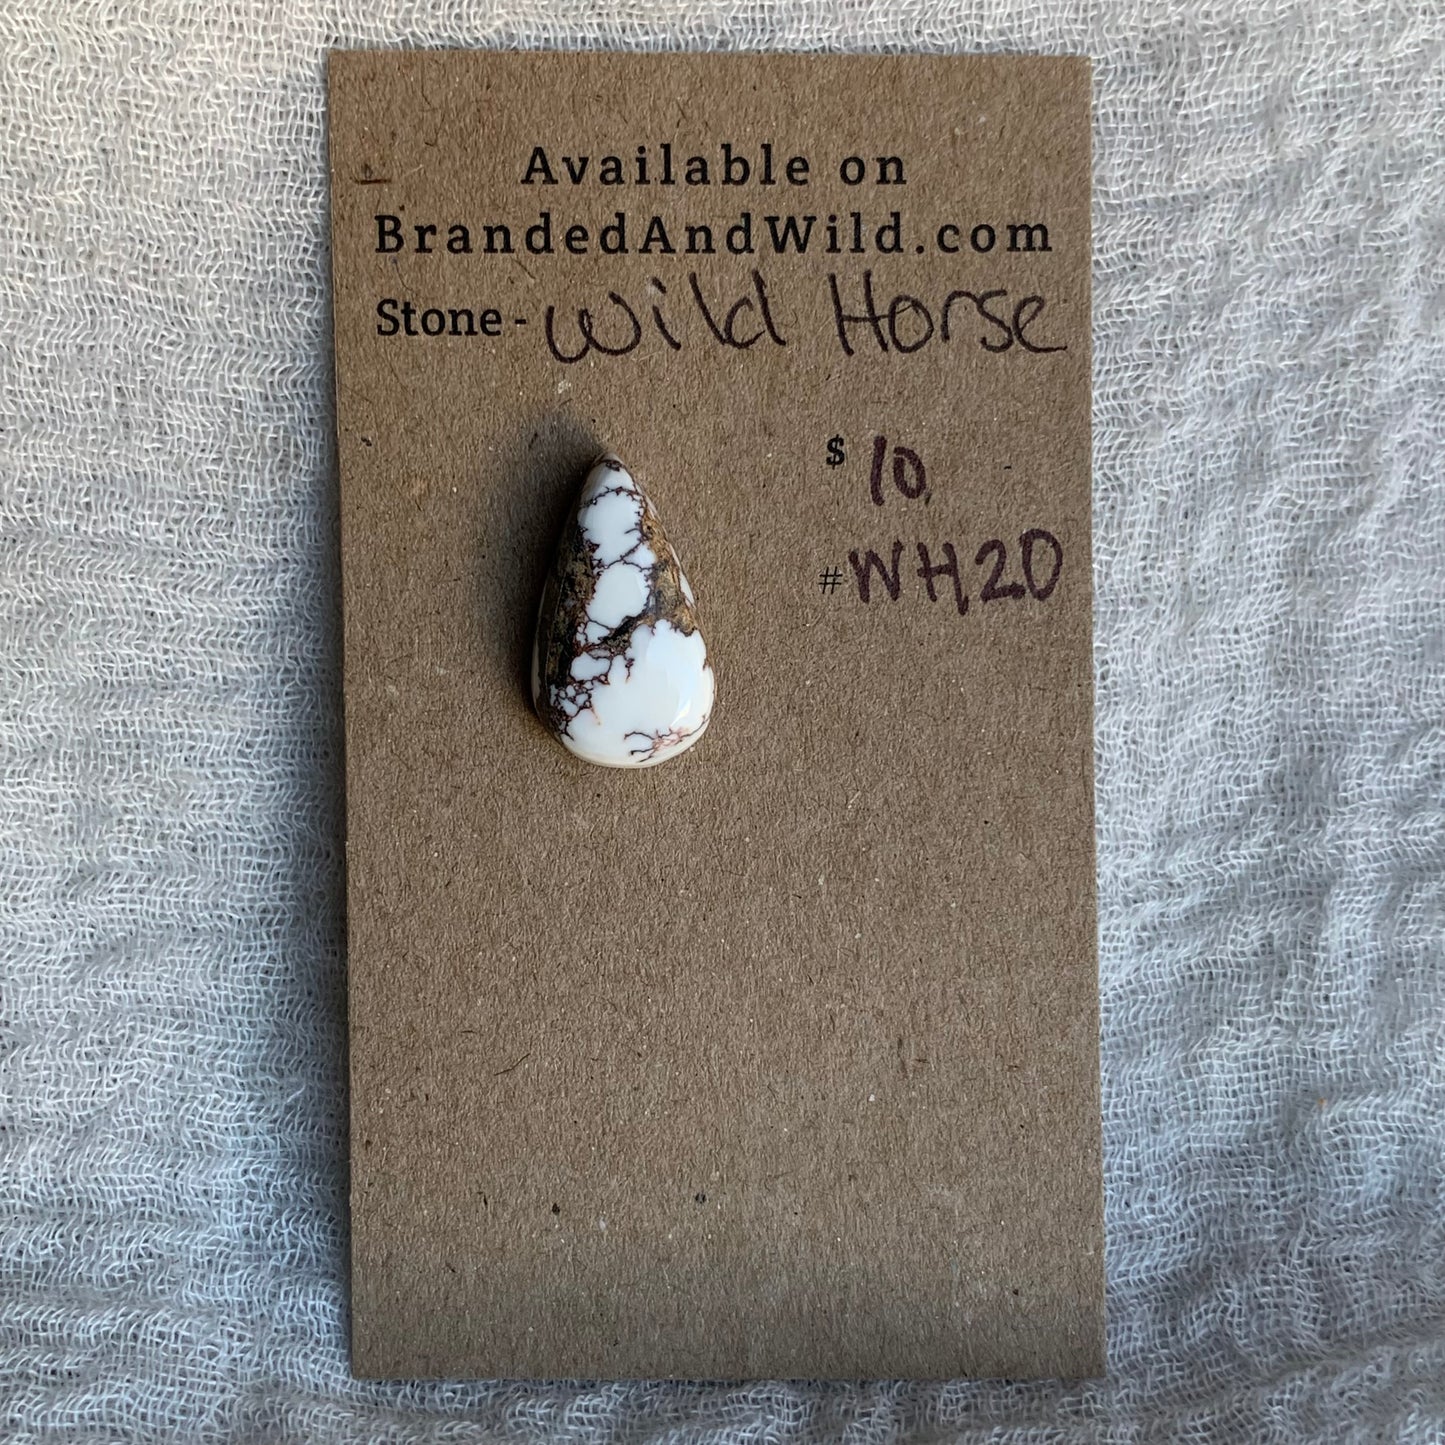 Available on
BrandedAndWild.com
Stone - Wild Horse
$ 10.
# WH20